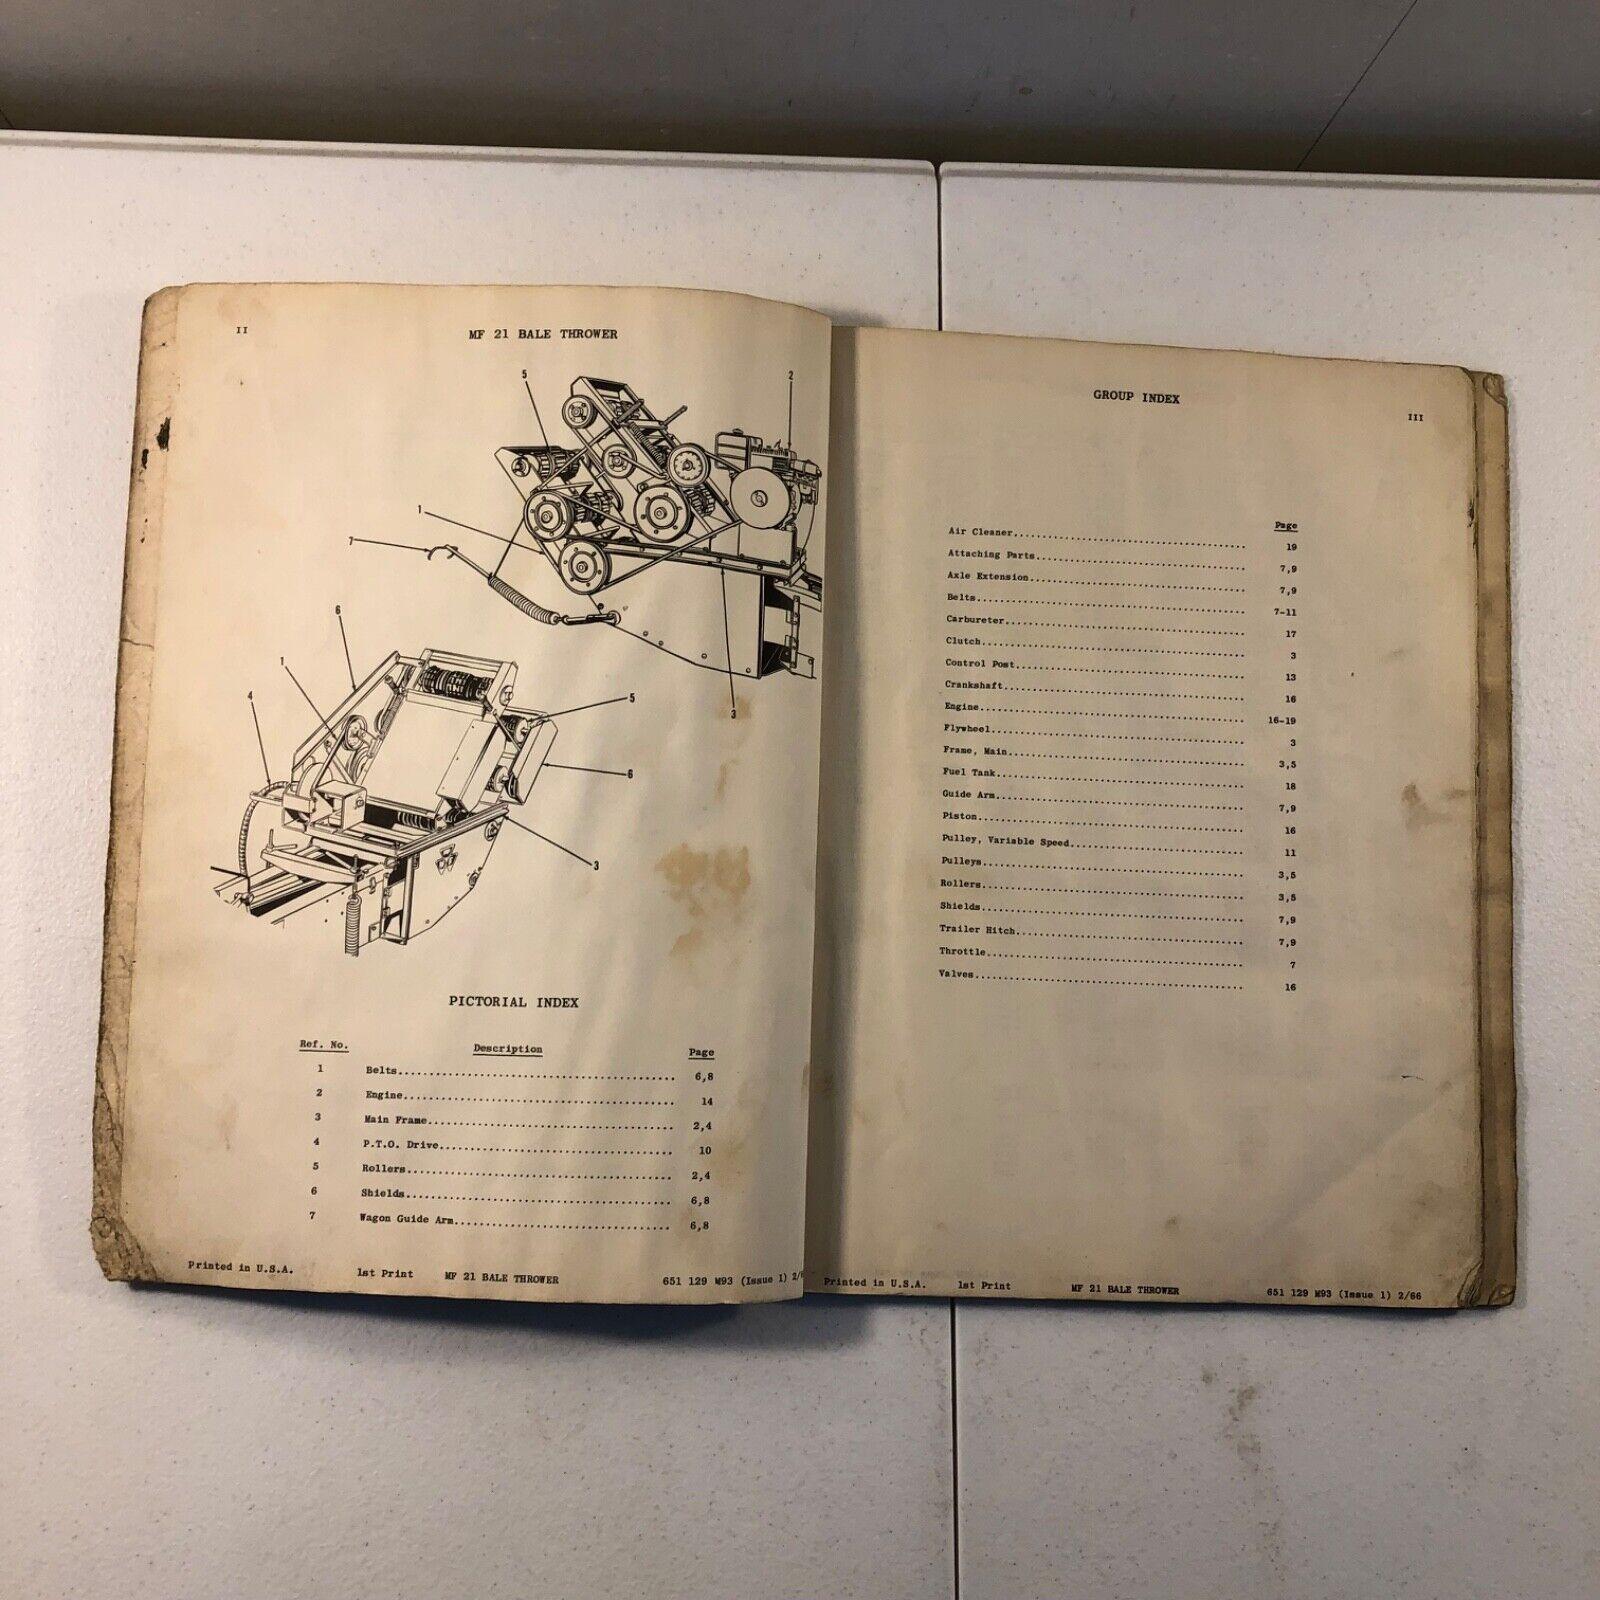 II
MF 21 BALE THROWER
5
2
1
7
6
1
4
5
3
6
3
PICTORIAL INDEX
Ref. No. Description Page
1 Belts 6,8
2 Engine 14
3 Main Frame 2,4
4 P.T.O. Drive 10
5 Rollers 2,4
6 Shields 6,8
7 Wagon Guide Arm 6,8
Printed in U.S.A. 1st Print MF 21 BALE THROWER 651 129 M93 (Issue 1) 2/6
GROUP INDEX
III
Page
Air Cleaner 19
Attaching Parts 7,9
Axle Extension 7,9
Belts 7-11
Carbureter 17
Clutch 3
Control Post 13
Crankshaft 16
Engine 16-19
Flywheel 3
Frame, Main 3,5
Fuel Tank 18
Guide Arm 7,9
Piston 16
Pulley, Variable Speed 11
Pulleys 3,5
Rollers 3,5
Shields 7,9
Trailer Hitch 7,9
Throttle 7
Valves 16
Printed in U.S.A. 1st Print MF 21 BALE THROWER 651 129 M93 (Issue 1) 2/66